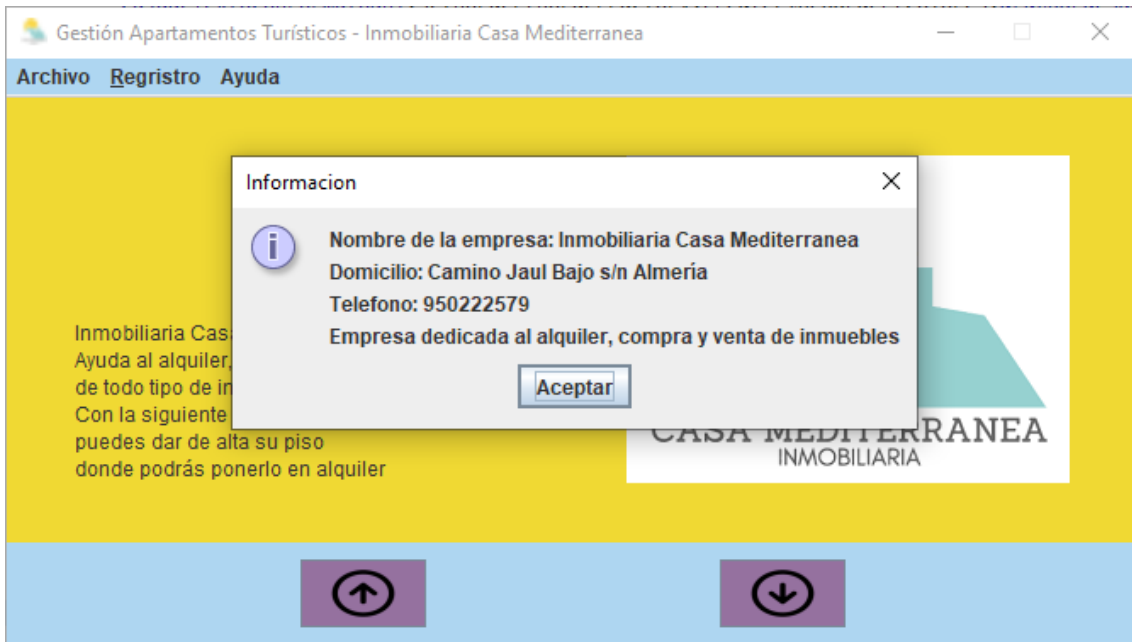 Gestión Apartamentos Turísticos - Inmobiliaria Casa Mediterranea
Archivo Regristro Ayuda
Informacion
Nombre de la empresa: Inmobiliaria Casa Mediterranea
Domicilio: Camino Jaul Bajo s/n Almería
Telefono: 950222579
Empresa dedicada al alquiler, compra y venta de inmuebles
Aceptar
Inmobiliaria
Ayuda al alquiler,
de todo tipo de
Con la siguiente
puedes dar de alta su piso
donde podrás ponerlo en alquiler
CASA MEDITERRANEA
INMOBILIARIA